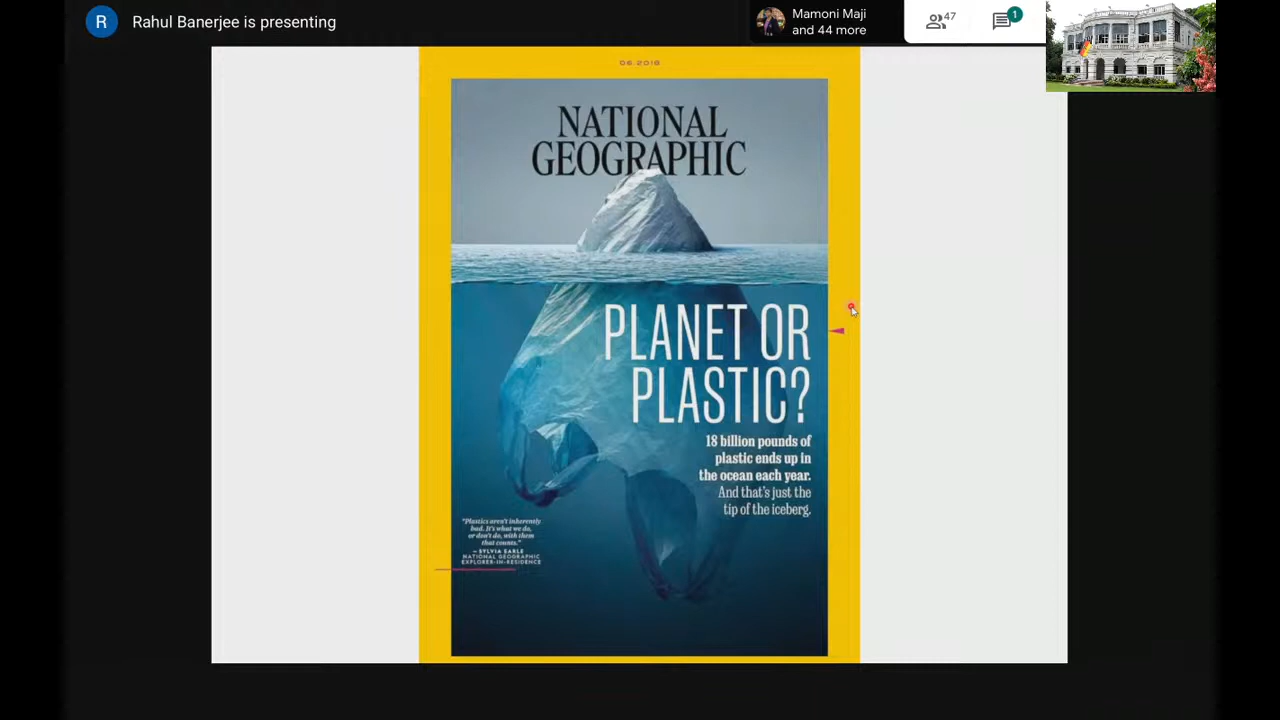 R
Rahul Banerjee is presenting
Mamoni Maji
and 44 more
47
1
06.2018
NATIONAL
GEOGRAPHIC
PLANET OR
PLASTIC?
18 billion pounds of
plastic ends up in
the ocean each year.
And that's just the
tip of the iceberg.
"Plastics aren't inherently
bad. It's what we do,
or don't do, with them
that counts."
— SYLVIA EARLE
NATIONAL GEOGRAPHIC
EXPLORER-IN-RESIDENCE